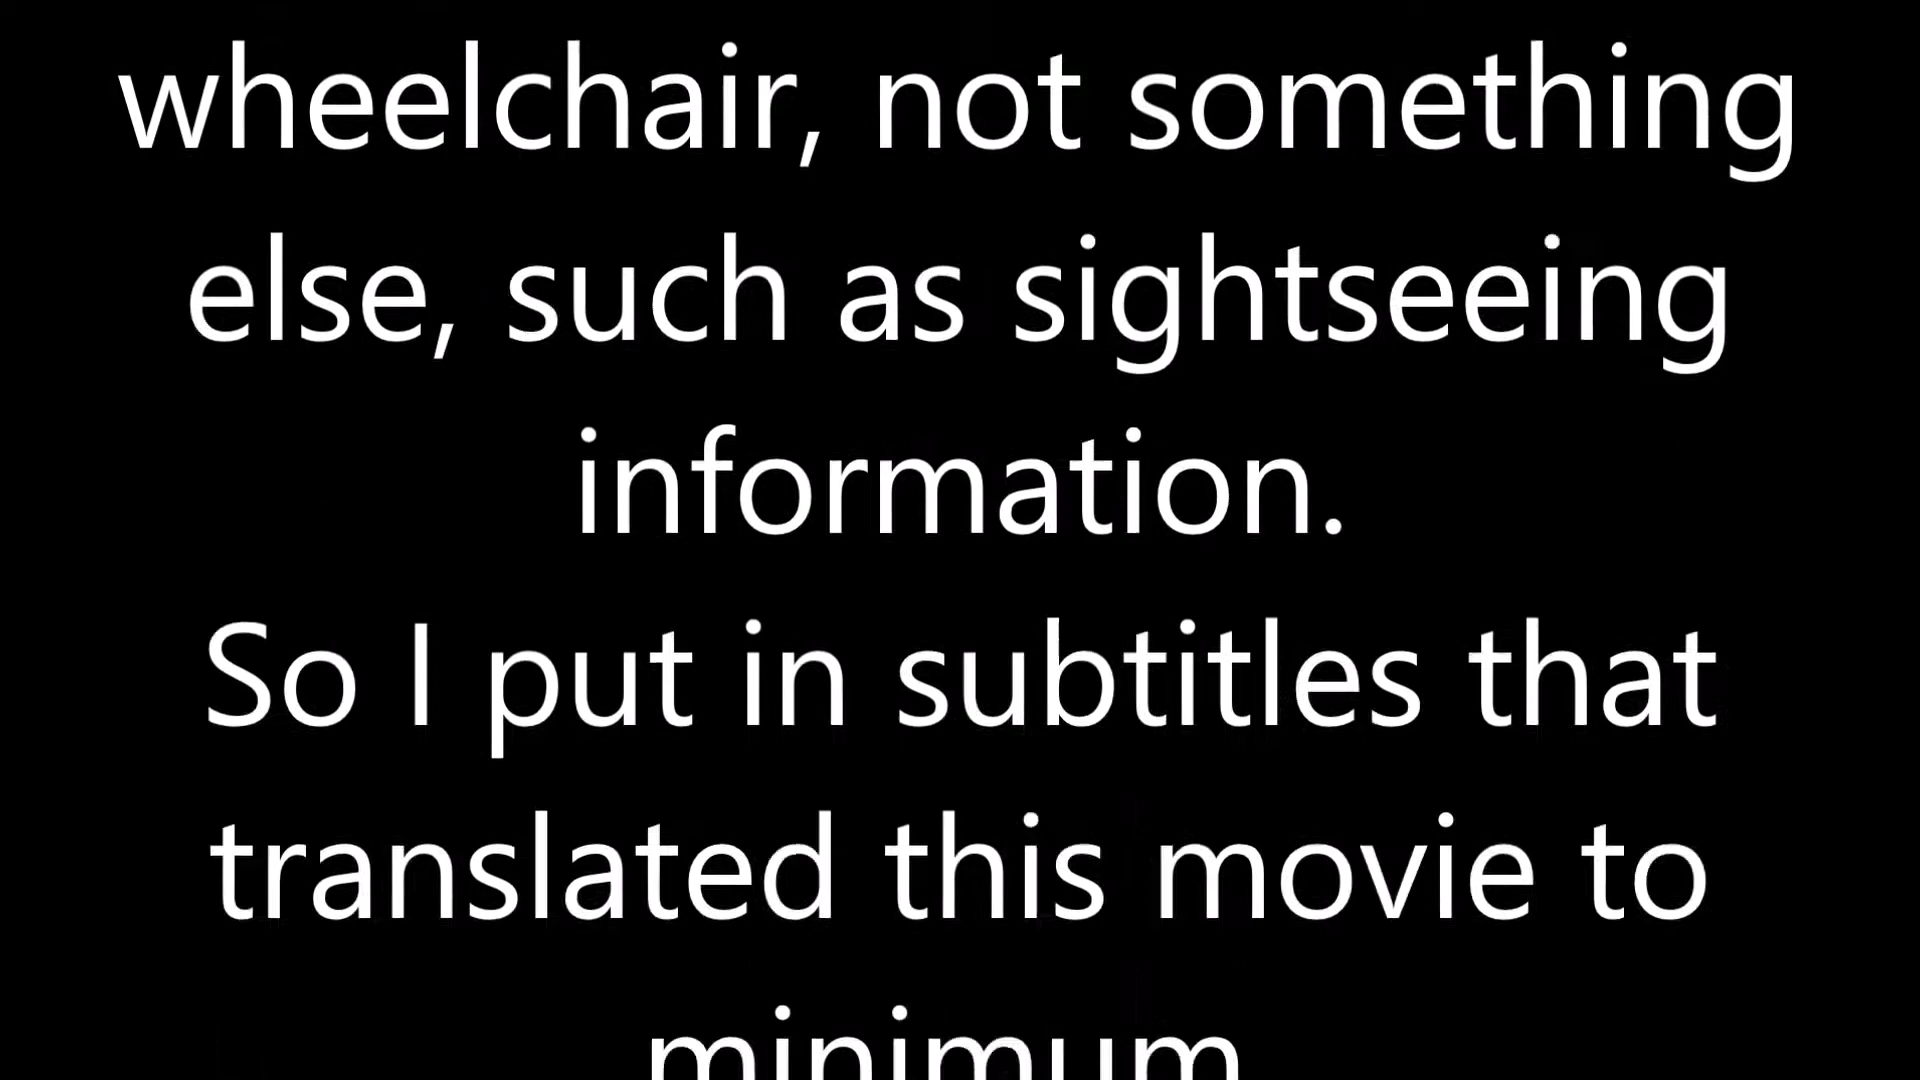 wheelchair, not something
else, such as sightseeing
information.
So I put in subtitles that
translated this movie to
minimum